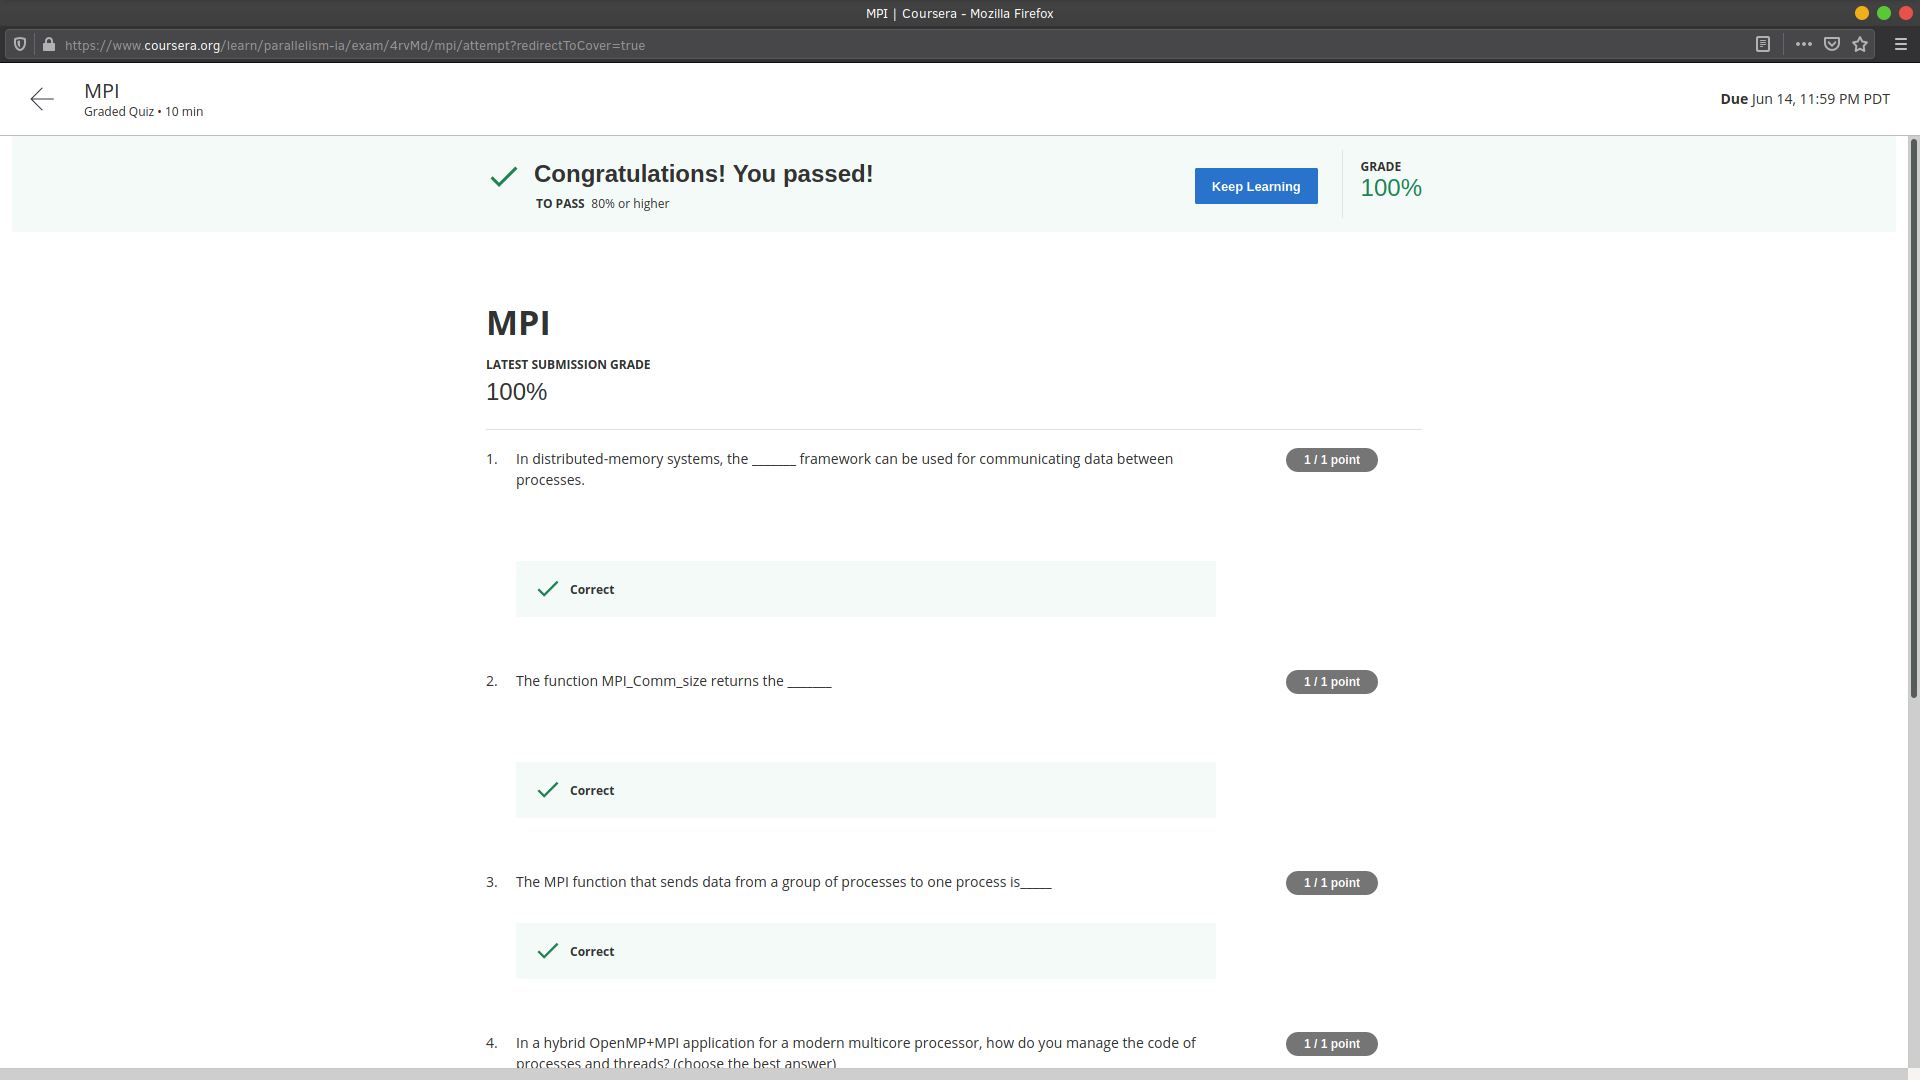 MPI | Coursera - Mozilla Firefox
https://www.coursera.org/learn/parallelism-ia/exam/4rvMd/mpi/attempt?redirectToCover=true
MPI
Graded Quiz • 10 min
Due Jun 14, 11:59 PM PDT
Congratulations! You passed!
TO PASS 80% or higher
Keep Learning
GRADE
100%
MPI
LATEST SUBMISSION GRADE
100%
1. In distributed-memory systems, the _______ framework can be used for communicating data between
processes.
1 / 1 point
Correct
2. The function MPI_Comm_size returns the _______
1 / 1 point
Correct
3. The MPI function that sends data from a group of processes to one process is_____
1 / 1 point
Correct
4. In a hybrid OpenMP+MPI application for a modern multicore processor, how do you manage the code of
processes and threads? (choose the best answer)
1 / 1 point